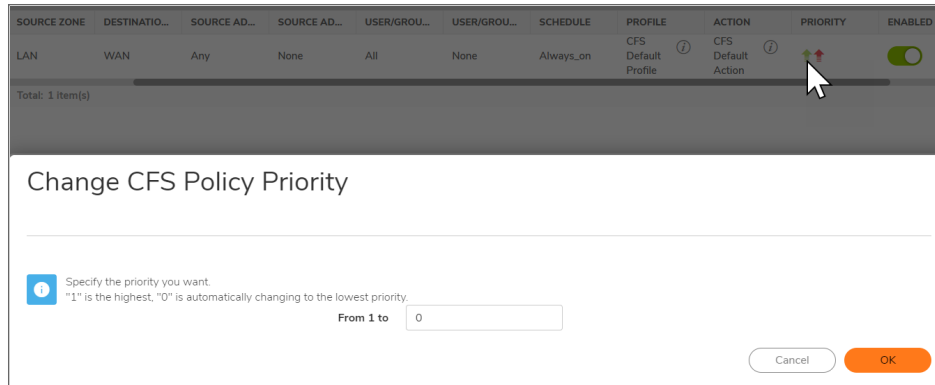 SOURCE ZONE DESTINATIO... SOURCE AD... SOURCE AD... USER/GROU... USER/GROU... SCHEDULE PROFILE ACTION PRIORITY ENABLED
LAN WAN Any None All None Always_on CFS Default Profile CFS Default Action
Total: 1 item(s)
Change CFS Policy Priority
Specify the priority you want.
"1" is the highest, "0" is automatically changing to the lowest priority.
From 1 to 0
Cancel OK